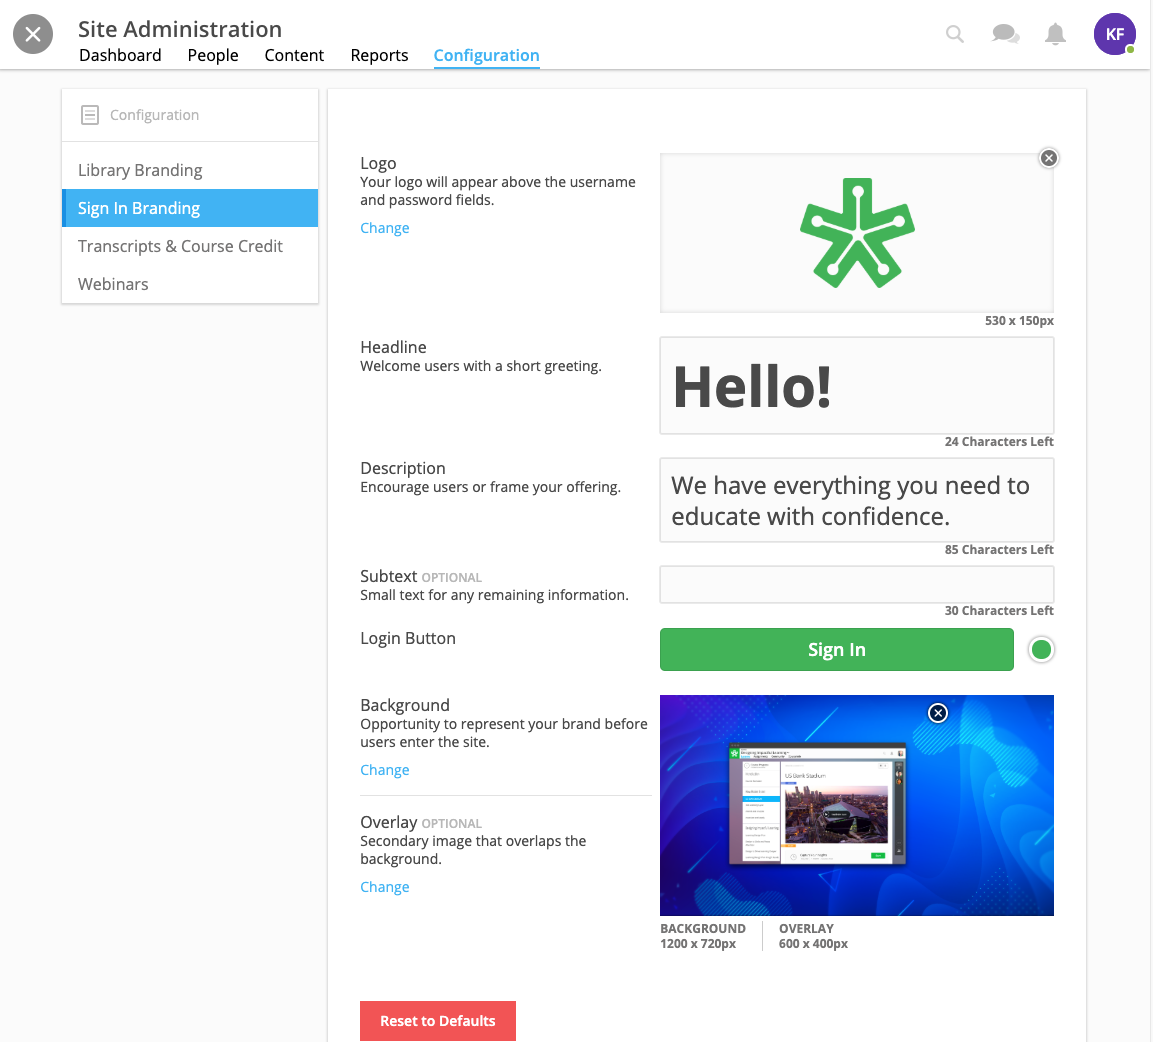 Site Administration
Dashboard People Content Reports Configuration
KF
Configuration
Library Branding
Sign In Branding
Transcripts & Course Credit
Webinars
Logo
Your logo will appear above the username
and password fields.
Change
530 x 150px
Headline
Welcome users with a short greeting.
Hello!
24 Characters Left
Description
Encourage users or frame your offering.
We have everything you need to
educate with confidence.
85 Characters Left
Subtext OPTIONAL
Small text for any remaining information.
30 Characters Left
Login Button
Sign In
Background
Opportunity to represent your brand before
users enter the site.
Change
Overlay OPTIONAL
Secondary image that overlaps the
background.
Change
US Bank Stadium
BACKGROUND
1200 x 720px
OVERLAY
600 x 400px
Reset to Defaults